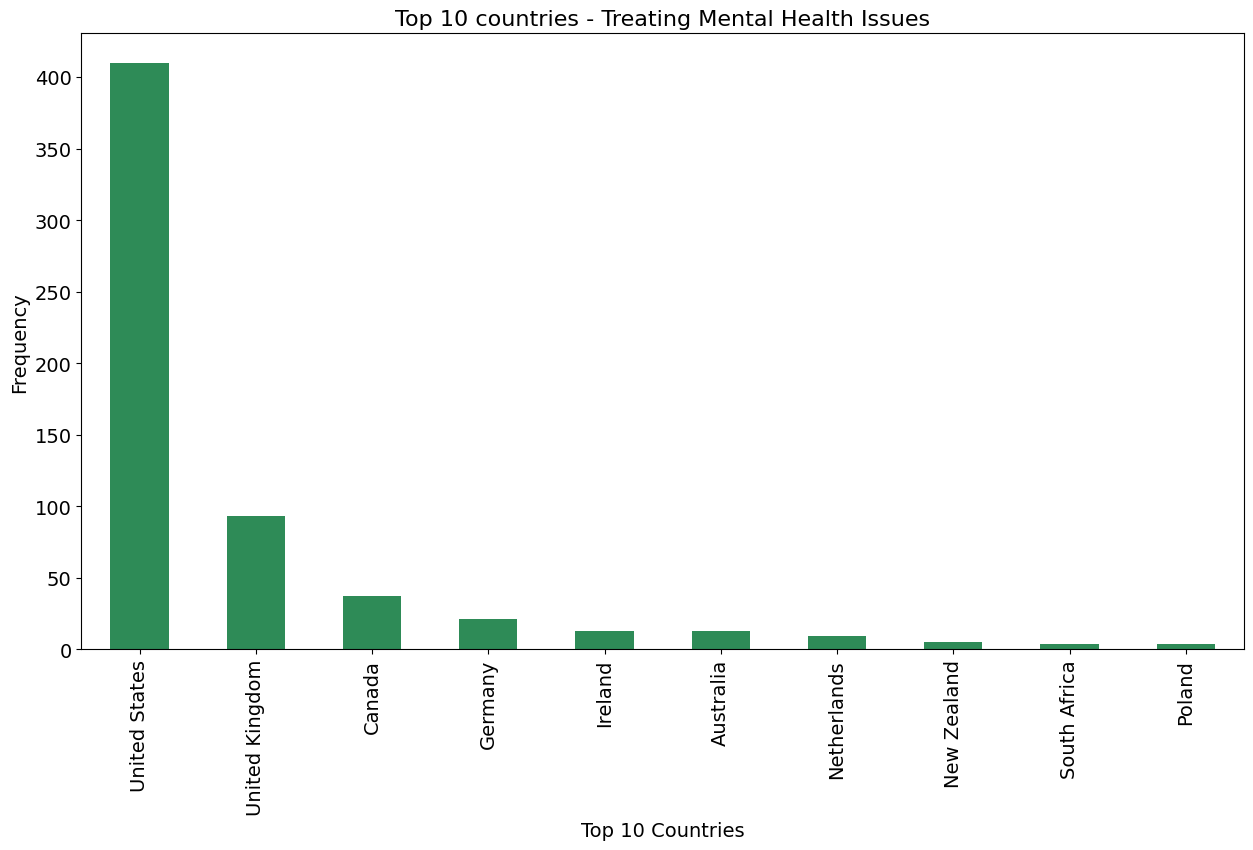 Top 10 countries - Treating Mental Health Issues
Frequency
400
350
300
250
200
150
100
50
0
United States
United Kingdom
Canada
Germany
Ireland
Australia
Netherlands
New Zealand
South Africa
Poland
Top 10 Countries